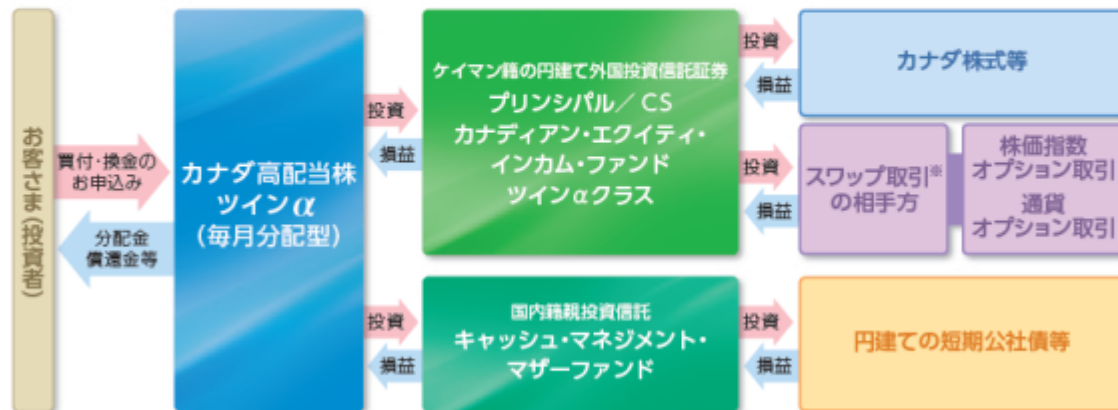 お客さま(投資者)
買付・換金の
お申込み
分配金
償還金等
カナダ高配当株
ツインα
(毎月分配型)
投資
損益
ケイマン籍の円建て外国投資信託証券
プリンシパル/CS
カナディアン・エクイティ・
インカム・ファンド
ツインαクラス
投資
損益
カナダ株式等
投資
損益
スワップ取引※
の相手方
株価指数
オプション取引
通貨
オプション取引
投資
損益
国内籍親投資信託
キャッシュ・マネジメント・
マザーファンド
投資
損益
円建ての短期公社債等